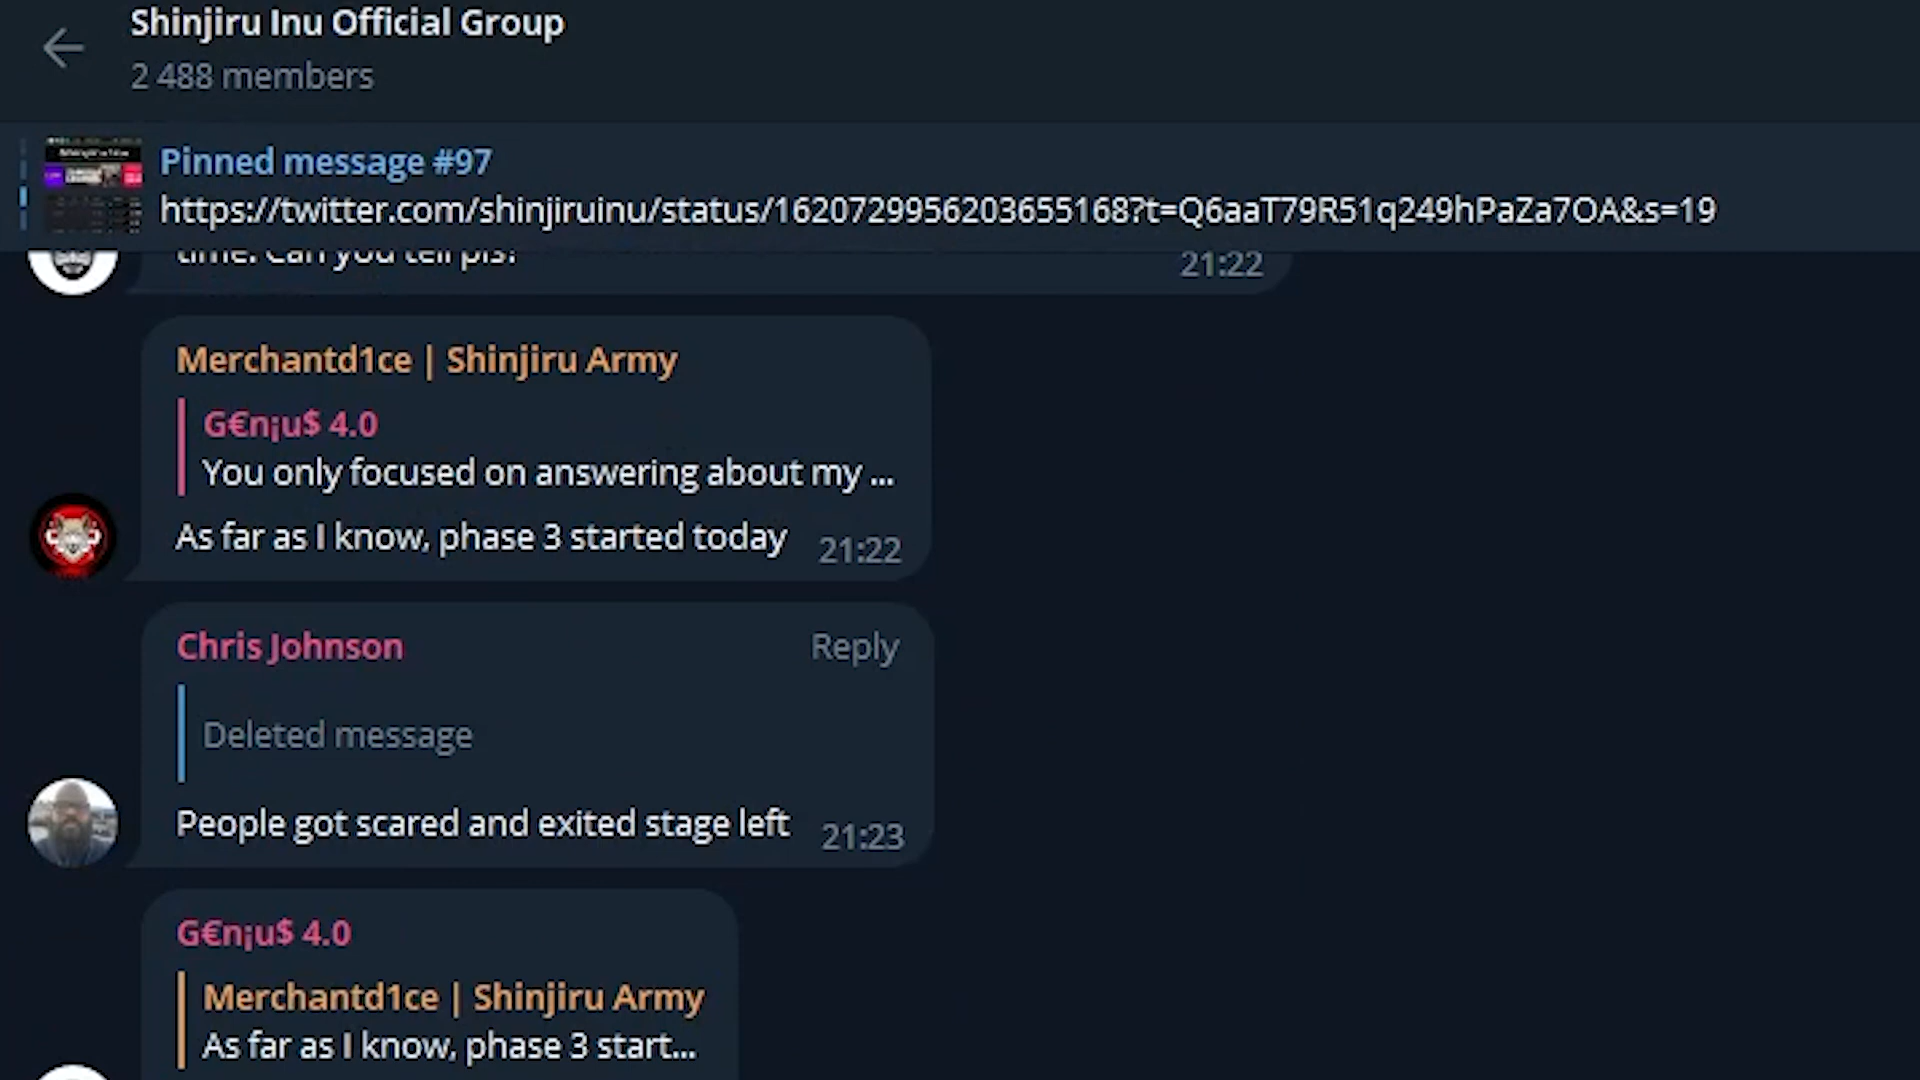 Shinjiru Inu Official Group
2 488 members
Pinned message #97
https://twitter.com/shinjiruinu/status/1620729956203655168?t=Q6aaT79R51q249hPaZa7OA&s=19
time. Can you tell pls?
21:22
Merchantd1ce | Shinjiru Army
G€n¡u$ 4.0
You only focused on answering about my ...
As far as I know, phase 3 started today
21:22
Chris Johnson
Reply
Deleted message
People got scared and exited stage left
21:23
G€n¡u$ 4.0
Merchantd1ce | Shinjiru Army
As far as I know, phase 3 start...